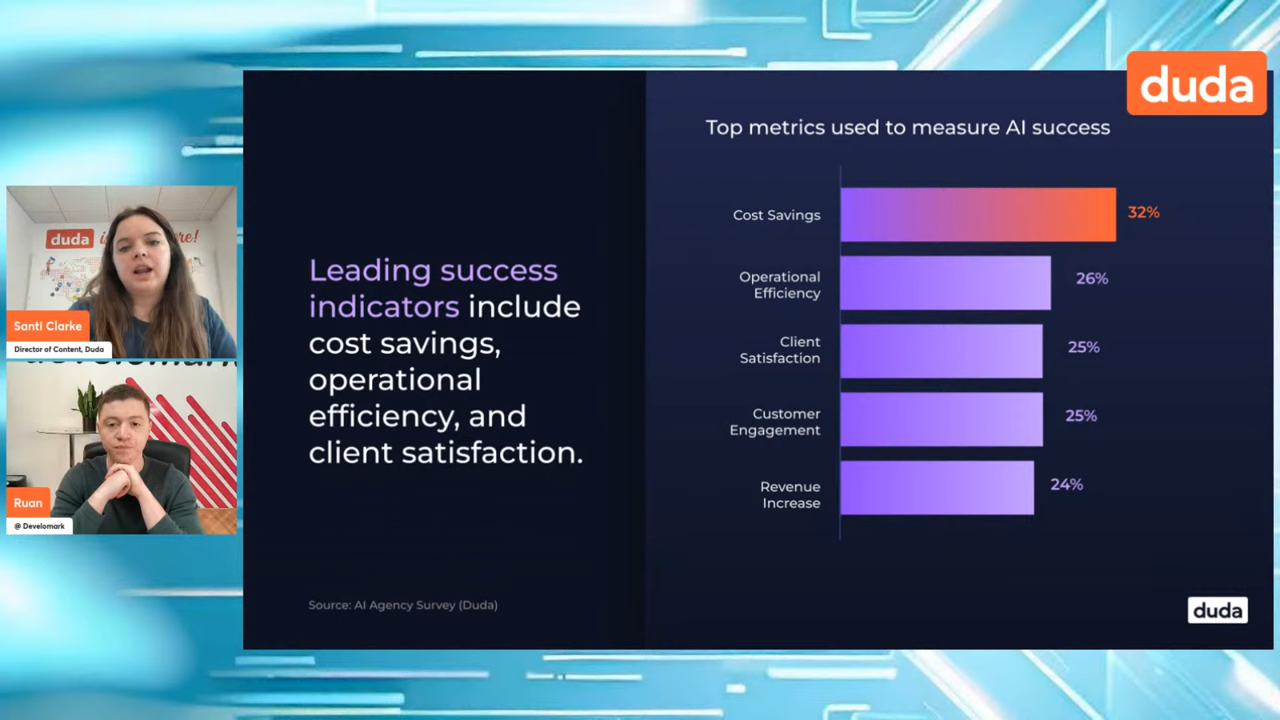 duda
Top metrics used to measure AI success
Cost Savings
32%
Operational
Efficiency
26%
Client
Satisfaction
25%
Customer
Engagement
25%
Revenue
Increase
24%
Leading success
indicators include
cost savings,
operational
efficiency, and
client satisfaction.
Source: AI Agency Survey (Duda)
duda
duda
Santi Clarke
Director of Content, Duda
Ruan
@ Develomark